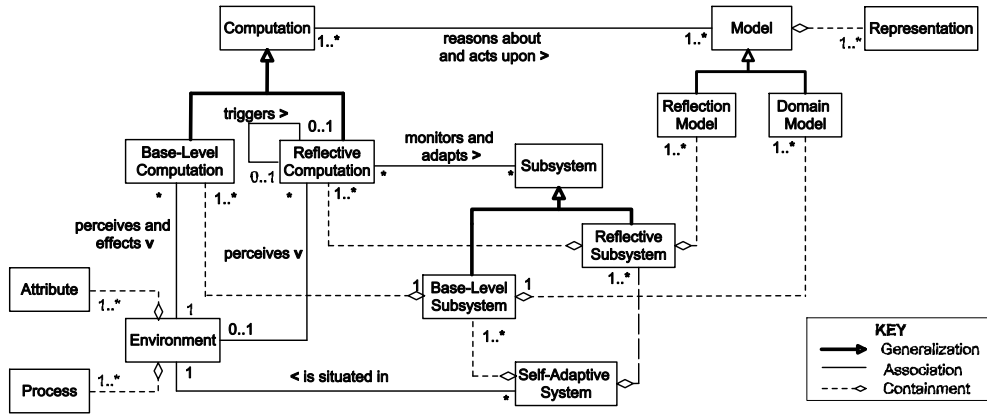 Computation
1..*
reasons about
and acts upon >
1..*
Model
1..*
Representation
triggers >
0..1
Reflection
Model
Domain
Model
Base-Level
Computation
Reflective
Computation
0..1
monitors and
adapts >
Subsystem
1..*
1..*
*
1..*
*
1..*
*
*
perceives and
effects v
perceives v
Reflective
Subsystem
1..*
Attribute
1..*
1
Base-Level
Subsystem
1
1
Environment
0..1
1..*
KEY
Generalization
Association
Containment
Process
1..*
1
< is situated in
*
Self-Adaptive
System